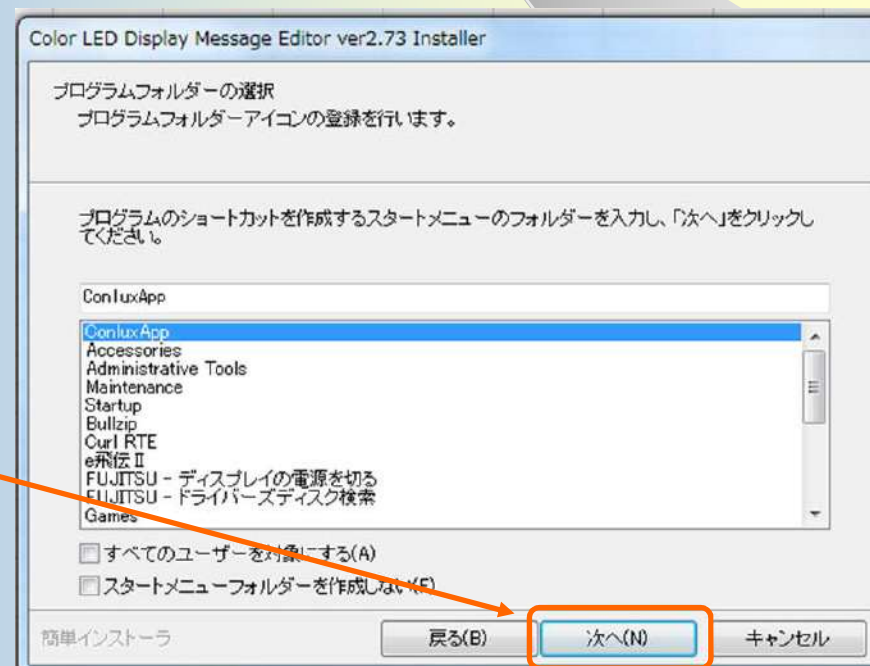 Color LED Display Message Editor ver2.73 Installer
プログラムフォルダーの選択
プログラムフォルダーアイコンの登録を行います。
プログラムのショートカットを作成するスタートメニューのフォルダーを入力し、「次へ」をクリックし
てください。
ConluxApp
ConluxApp
Accessories
Administrative Tools
Maintenance
Startup
Bullzip
Curl RTE
e飛伝Ⅱ
FUJITSU - ディスプレイの電源を切る
FUJITSU - ドライバーズディスク検索
Games
すべてのユーザーを対象にする(A)
スタートメニューフォルダーを作成しない(F)
簡単インストーラ
戻る(B)
次へ(N)
キャンセル